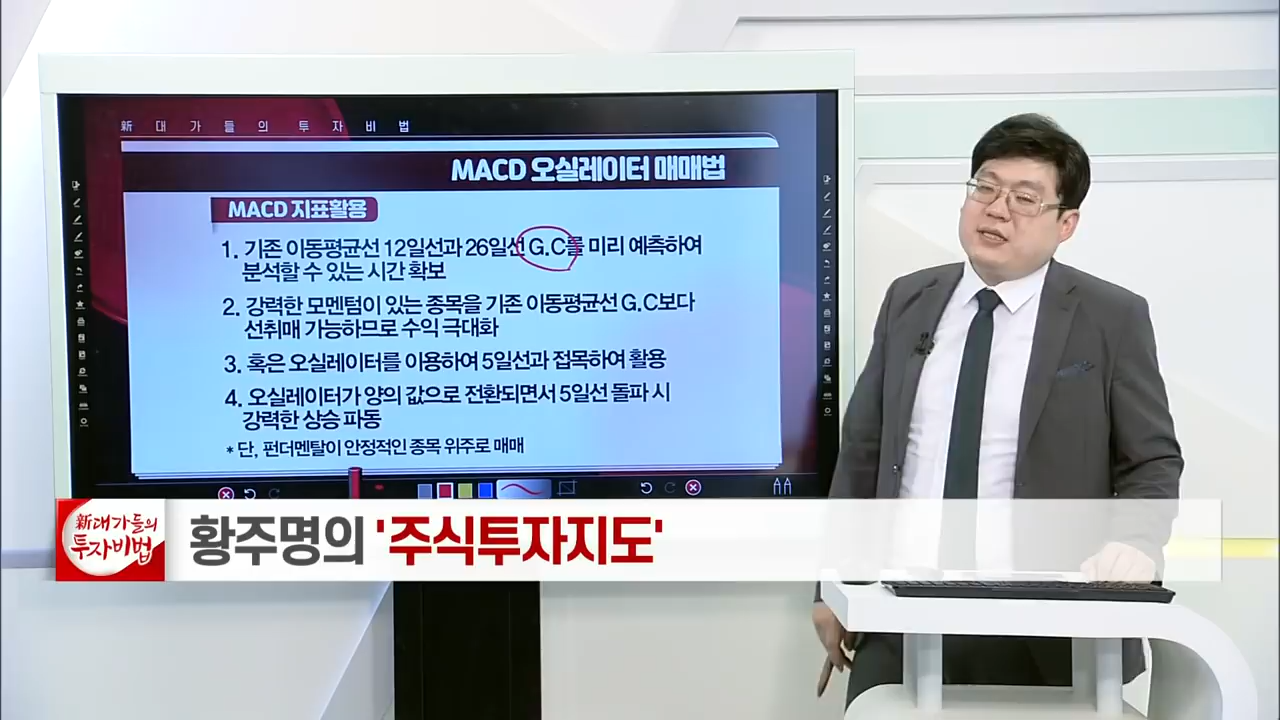 新 대 가 들 의 투 자 비 법
MACD 오실레이터 매매법
MACD 지표활용
1. 기존 이동평균선 12일선과 26일선 G.C를 미리 예측하여
분석할 수 있는 시간 확보
2. 강력한 모멘텀이 있는 종목을 기존 이동평균선 G.C보다
선취매 가능하므로 수익 극대화
3. 혹은 오실레이터를 이용하여 5일선과 접목하여 활용
4. 오실레이터가 양의 값으로 전환되면서 5일선 돌파 시
강력한 상승 파동
* 단, 펀더멘탈이 안정적인 종목 위주로 매매
新대가들의
투자비법
황주명의 '주식투자지도'